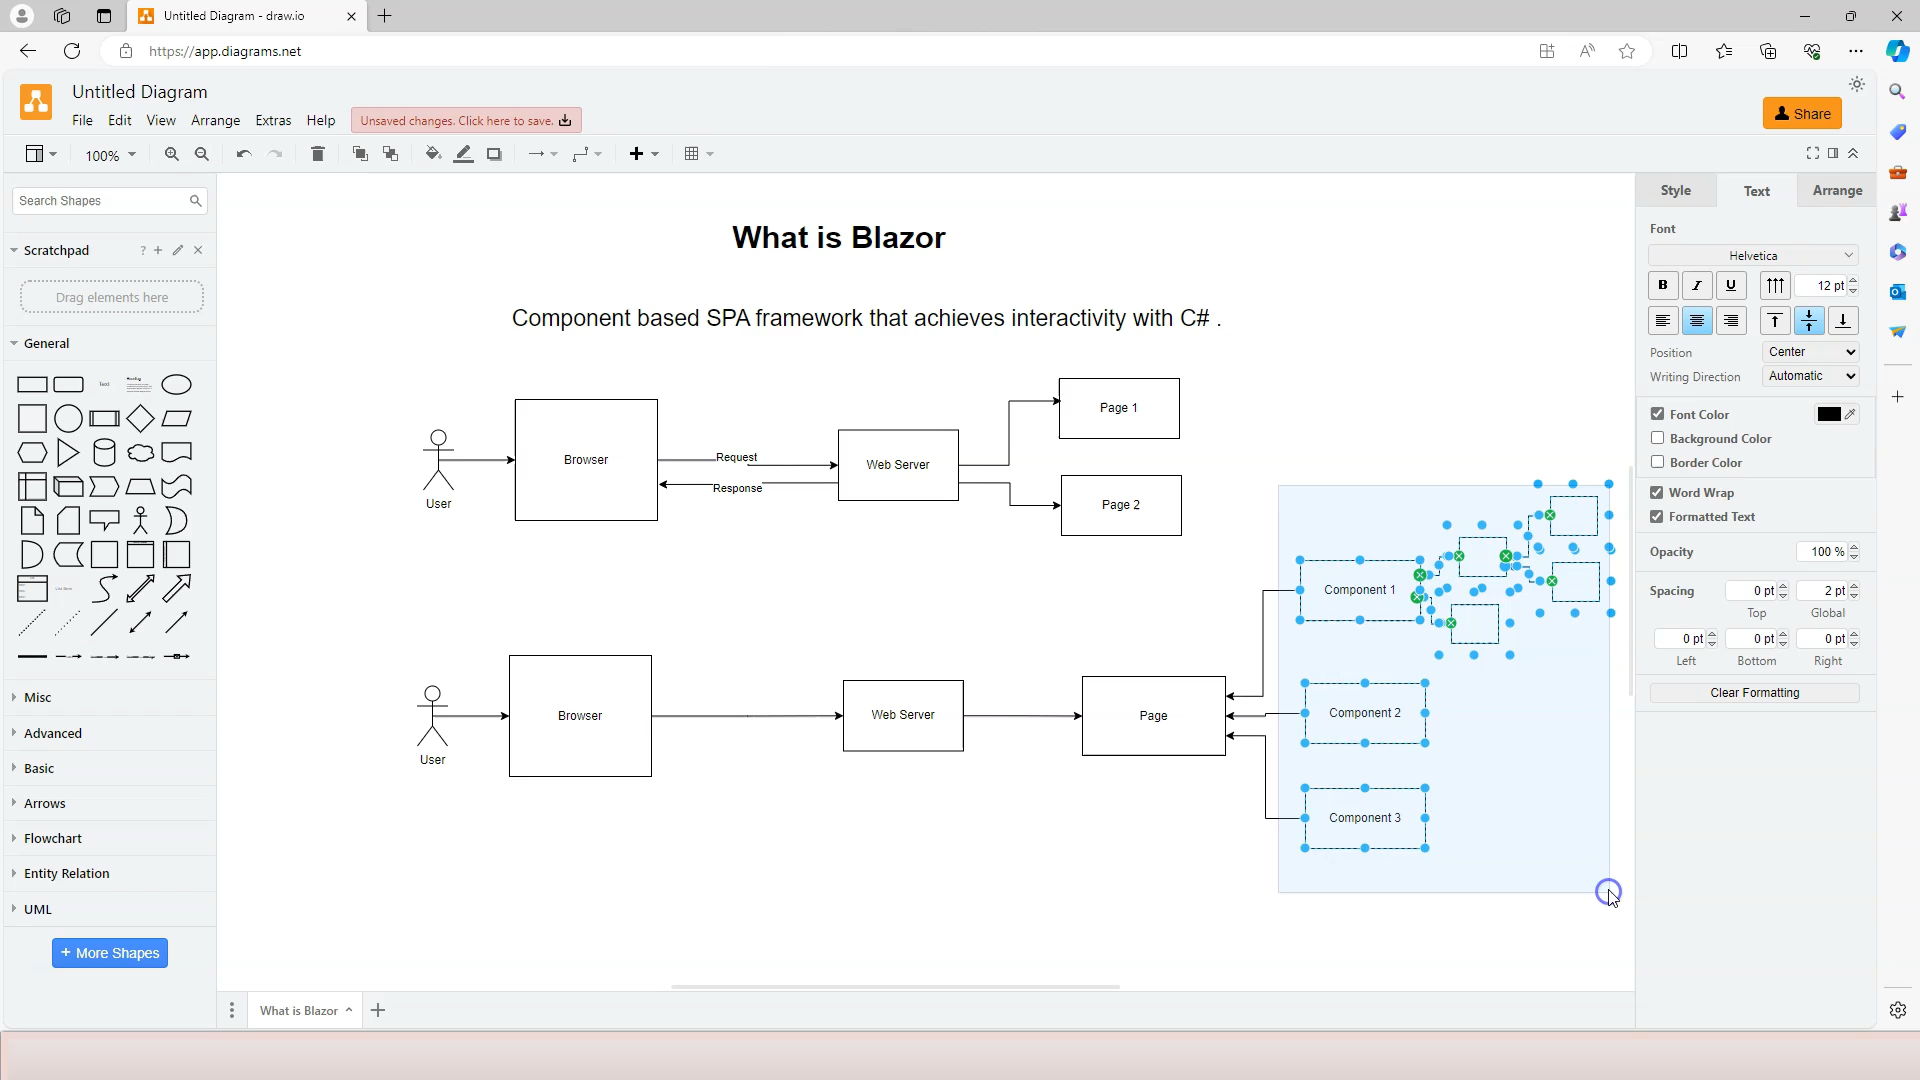 Untitled Diagram - draw.io
https://app.diagrams.net
Untitled Diagram
File Edit View Arrange Extras Help
Unsaved changes. Click here to save.
Share
100%
Search Shapes
Scratchpad
Drag elements here
General
Text
Heading
List Item
Misc
Advanced
Basic
Arrows
Flowchart
Entity Relation
UML
+ More Shapes
What is Blazor
Component based SPA framework that achieves interactivity with C# .
User
Browser
Request
Response
Web Server
Page 1
Page 2
User
Browser
Web Server
Page
Component 1
Component 2
Component 3
What is Blazor
Style Text Arrange
Font
Helvetica
B I U 12 pt
Position Center
Writing Direction Automatic
Font Color
Background Color
Border Color
Word Wrap
Formatted Text
Opacity 100 %
Spacing 0 pt 2 pt
Top Global
0 pt 0 pt 0 pt
Left Bottom Right
Clear Formatting